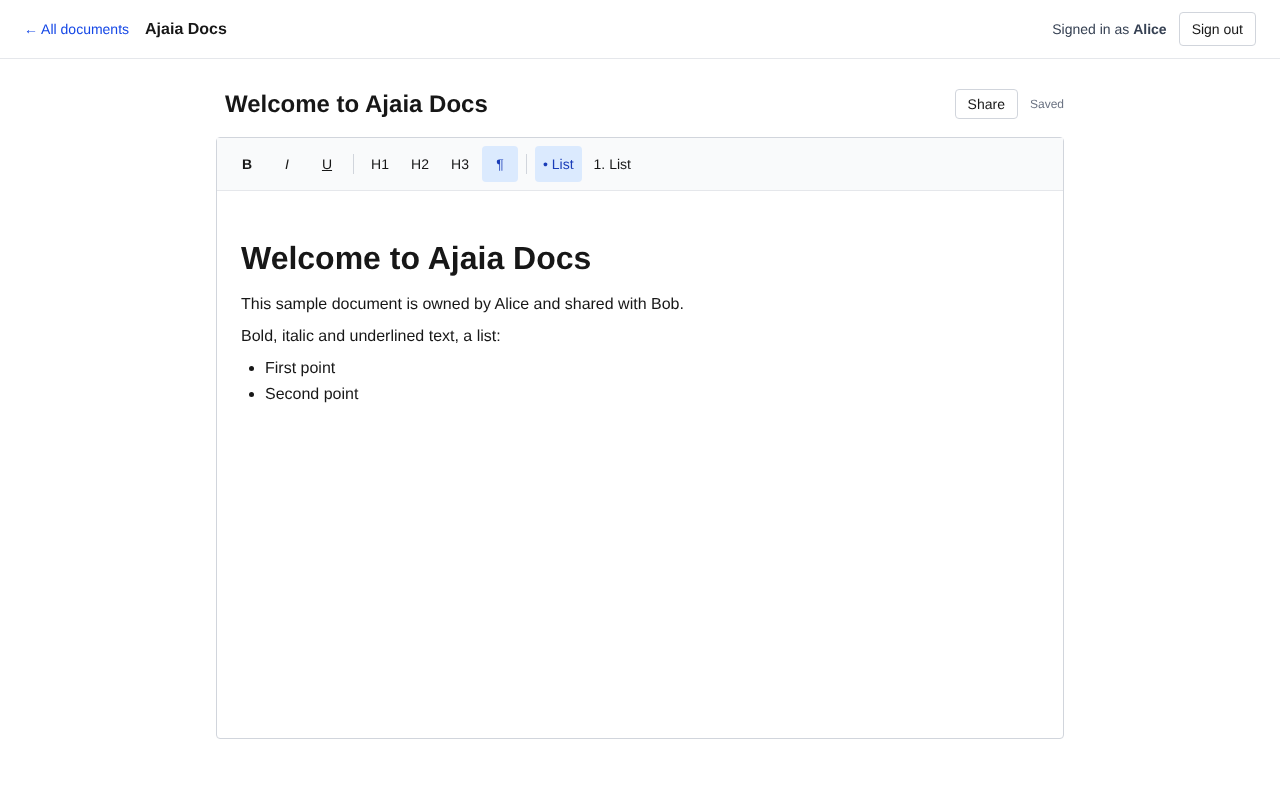 ← All documents Ajaia Docs Signed in as Alice Sign out
Welcome to Ajaia Docs Share Saved
B I U H1 H2 H3 ¶ • List 1. List
Welcome to Ajaia Docs
This sample document is owned by Alice and shared with Bob.
Bold, italic and underlined text, a list:
• First point
• Second point